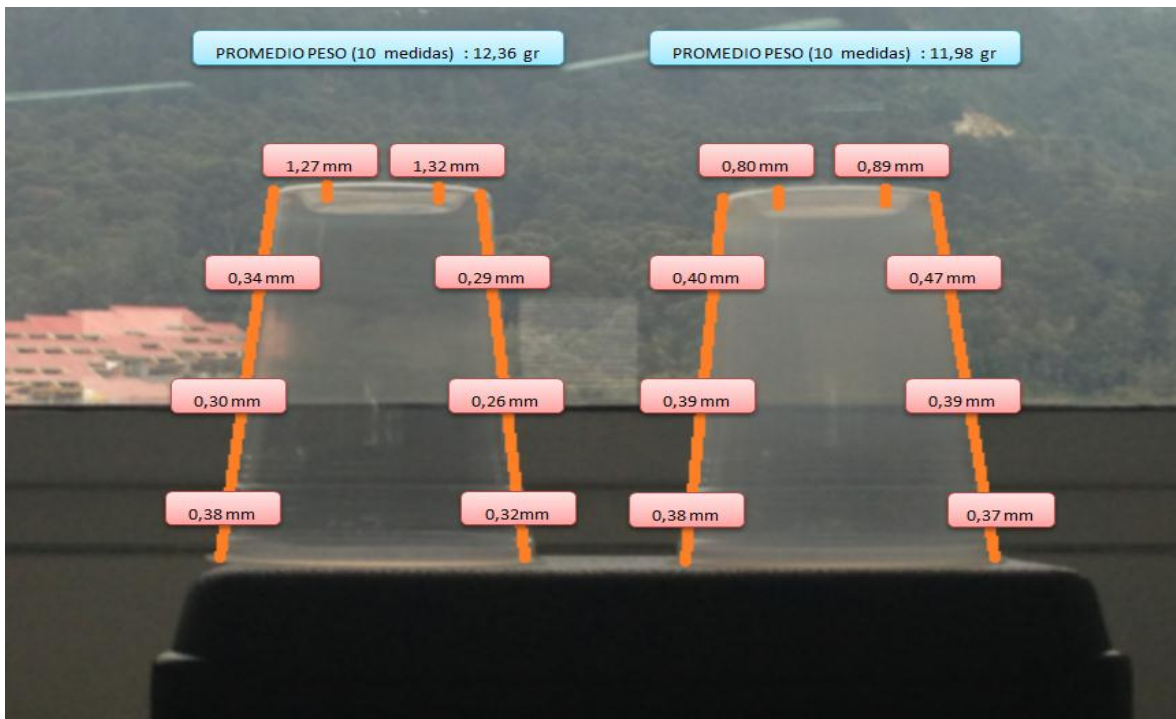 PROMEDIO PESO (10 medidas) : 12,36 gr
PROMEDIO PESO (10 medidas) : 11,98 gr
1,27 mm
1,32 mm
0,80 mm
0,89 mm
0,34 mm
0,29 mm
0,40 mm
0,47 mm
0,30 mm
0,26 mm
0,39 mm
0,39 mm
0,38 mm
0,32mm
0,38 mm
0,37 mm